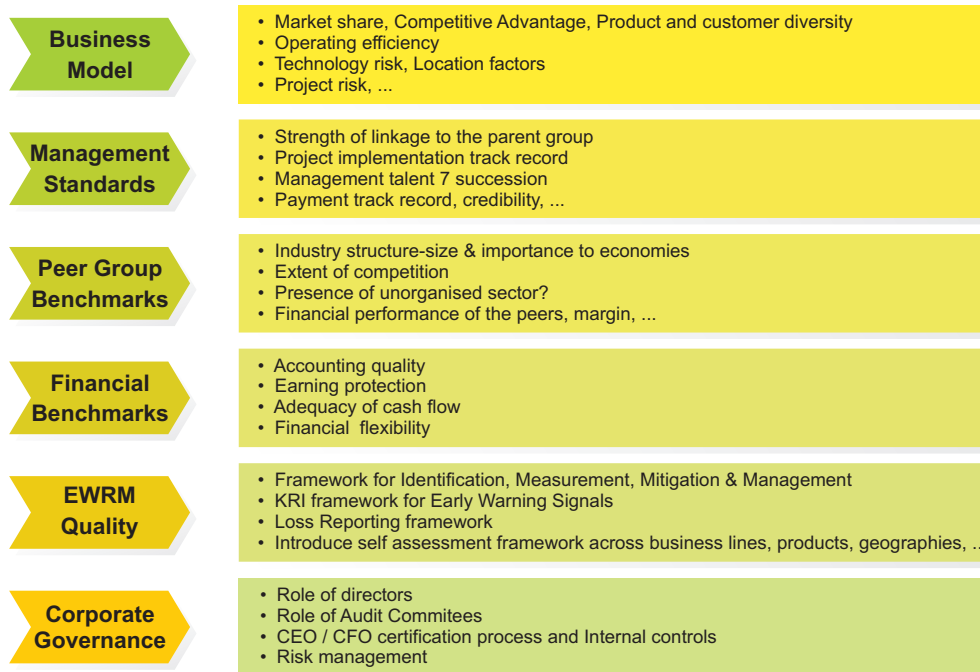 Business
Model
• Market share, Competitive Advantage, Product and customer diversity
• Operating efficiency
• Technology risk, Location factors
• Project risk, ...
Management
Standards
• Strength of linkage to the parent group
• Project implementation track record
• Management talent 7 succession
• Payment track record, credibility, ...
Peer Group
Benchmarks
• Industry structure-size & importance to economies
• Extent of competition
• Presence of unorganised sector?
• Financial performance of the peers, margin, ...
Financial
Benchmarks
• Accounting quality
• Earning protection
• Adequacy of cash flow
• Financial flexibility
EWRM
Quality
• Framework for Identification, Measurement, Mitigation & Management
• KRI framework for Early Warning Signals
• Loss Reporting framework
• Introduce self assessment framework across business lines, products, geographies, ..
Corporate
Governance
• Role of directors
• Role of Audit Commitees
• CEO / CFO certification process and Internal controls
• Risk management